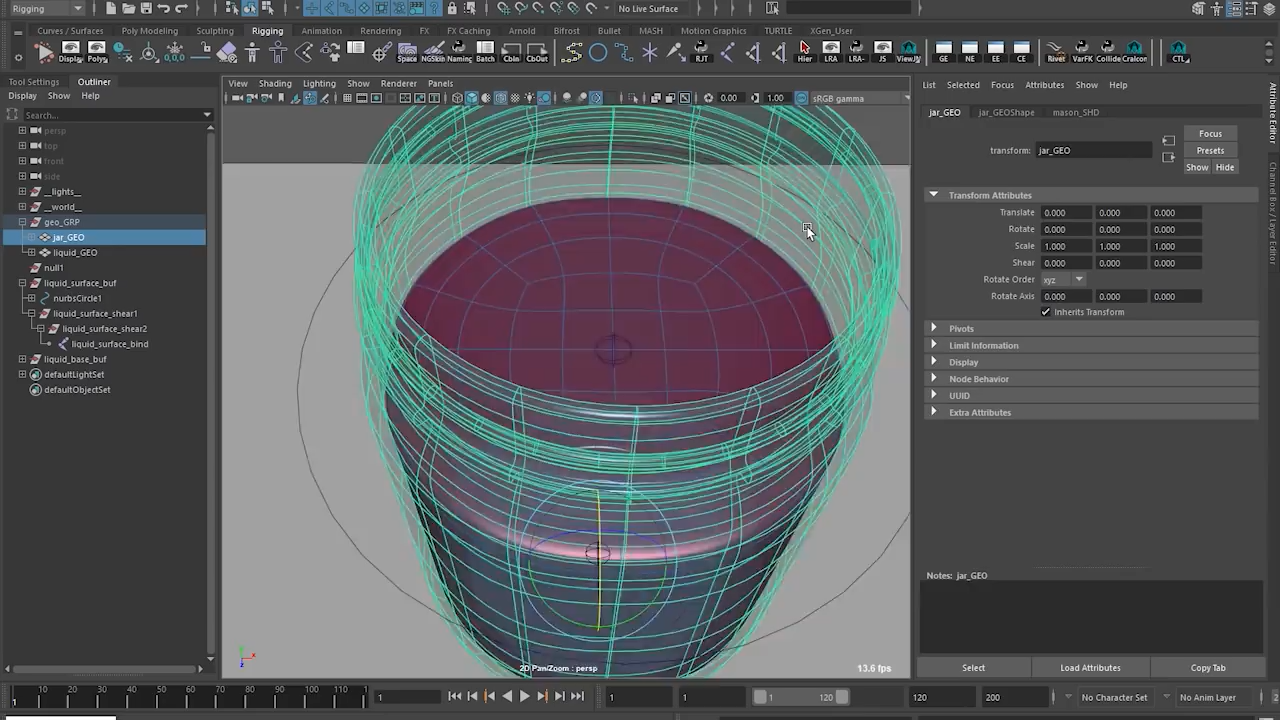 Rigging
No Live Surface
Curves / Surfaces Poly Modeling Sculpting Rigging Animation Rendering FX FX Caching Arnold Bifrost Bullet MASH Motion Graphics TURTLE XGen_User
Display Poly Space NGSkin Naming Batch CbIn CbOut RJT Hier LRA LRA- JS ViewJt GE NE EE CE Rivet VarFK Collide CTL
Tool Settings Outliner
Display Show Help
Search...
persp
top
front
side
__lights__
__world__
geo_GRP
jar_GEO
liquid_GEO
null1
liquid_surface_buf
nurbsCircle1
liquid_surface_shear1
liquid_surface_shear2
liquid_surface_bind
liquid_base_buf
defaultLightSet
defaultObjectSet
View Shading Lighting Show Renderer Panels
0.00 1.00 sRGB gamma
2D Pan/Zoom : persp
13.6 fps
List Selected Focus Attributes Show Help
jar_GEO jar_GEOShape mason_SHD
transform: jar_GEO
Focus
Presets
Show Hide
Transform Attributes
Translate 0.000 0.000 0.000
Rotate 0.000 0.000 0.000
Scale 1.000 1.000 1.000
Shear 0.000 0.000 0.000
Rotate Order xyz
Rotate Axis 0.000 0.000 0.000
Inherits Transform
Pivots
Limit Information
Display
Node Behavior
UUID
Extra Attributes
Notes: jar_GEO
Select Load Attributes Copy Tab
Attribute Editor
Channel Box / Layer Editor
10 20 30 40 50 60 70 80 90 100 110
1
1
1 1 1 120 120 200 No Character Set No Anim Layer